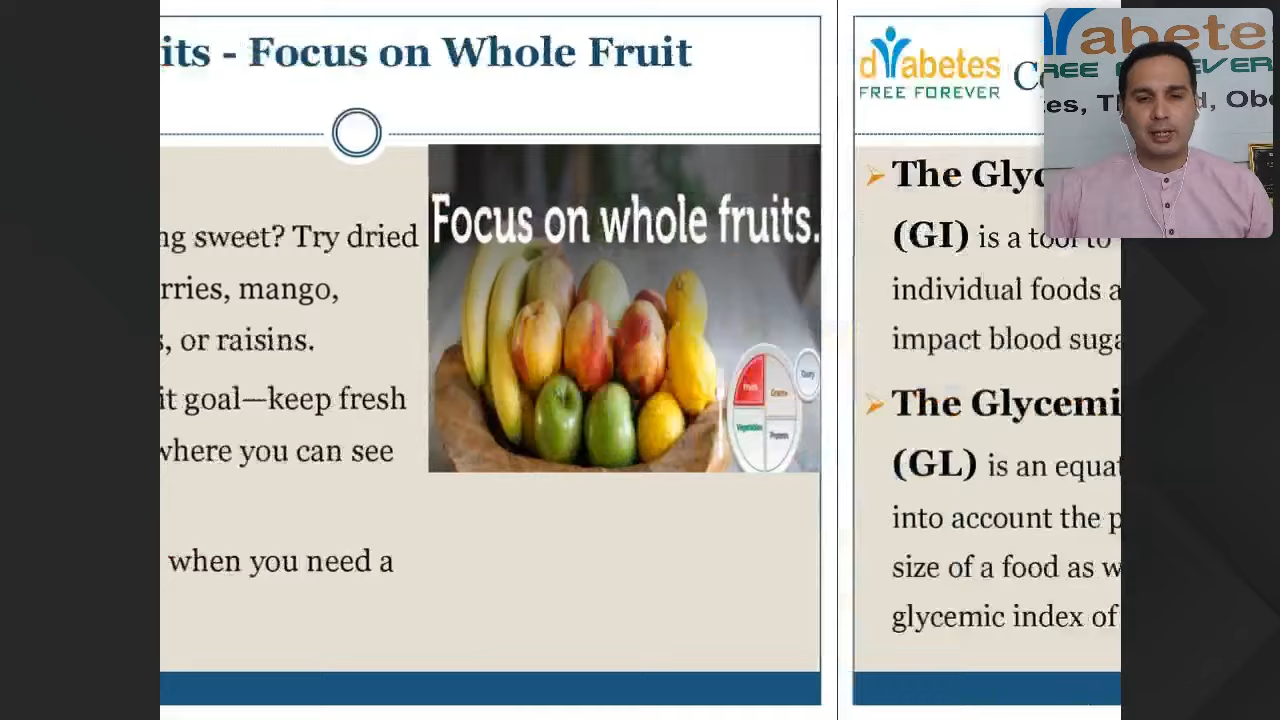 its - Focus on Whole Fruit
ng sweet? Try dried
rries, mango,
s, or raisins.
it goal—keep fresh
where you can see
when you need a
Focus on whole fruits.
Fruits
Grains
Vegetables
Protein
Dairy
dYabetes
FREE FOREVER
The Glyc
(GI) is a tool to
individual foods a
impact blood suga
The Glycemi
(GL) is an equat
into account the p
size of a food as w
glycemic index of
abetes
REE F EVER
tes, Th d, Obe